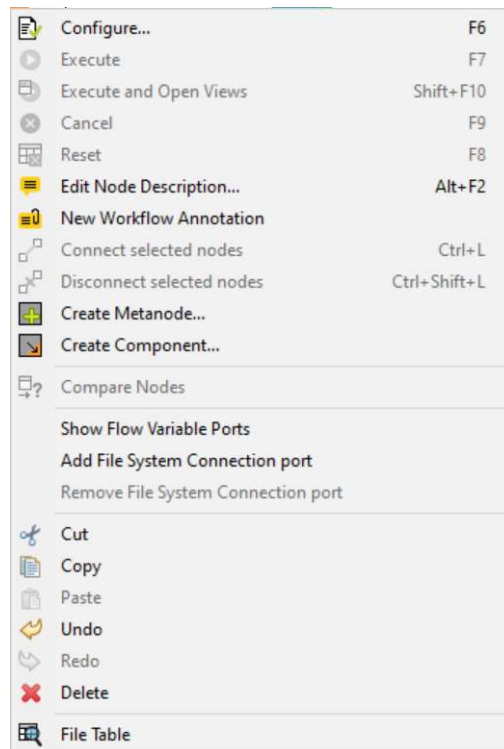 Configure... F6
Execute F7
Execute and Open Views Shift+F10
Cancel F9
Reset F8
Edit Node Description... Alt+F2
New Workflow Annotation
Connect selected nodes Ctrl+L
Disconnect selected nodes Ctrl+Shift+L
Create Metanode...
Create Component...
Compare Nodes
Show Flow Variable Ports
Add File System Connection port
Remove File System Connection port
Cut
Copy
Paste
Undo
Redo
Delete
File Table